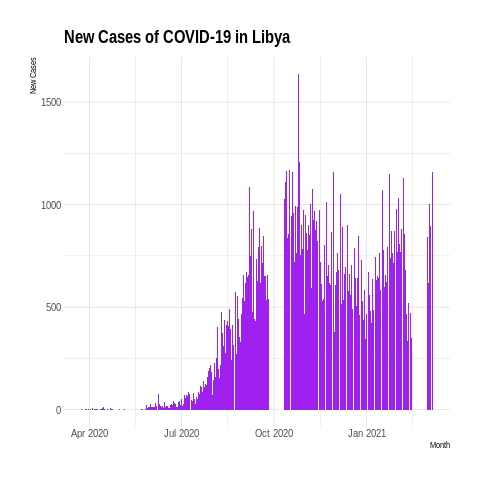 New Cases of COVID-19 in Libya
New Cases
1500
1000
500
0
Apr 2020
Jul 2020
Oct 2020
Jan 2021
Month